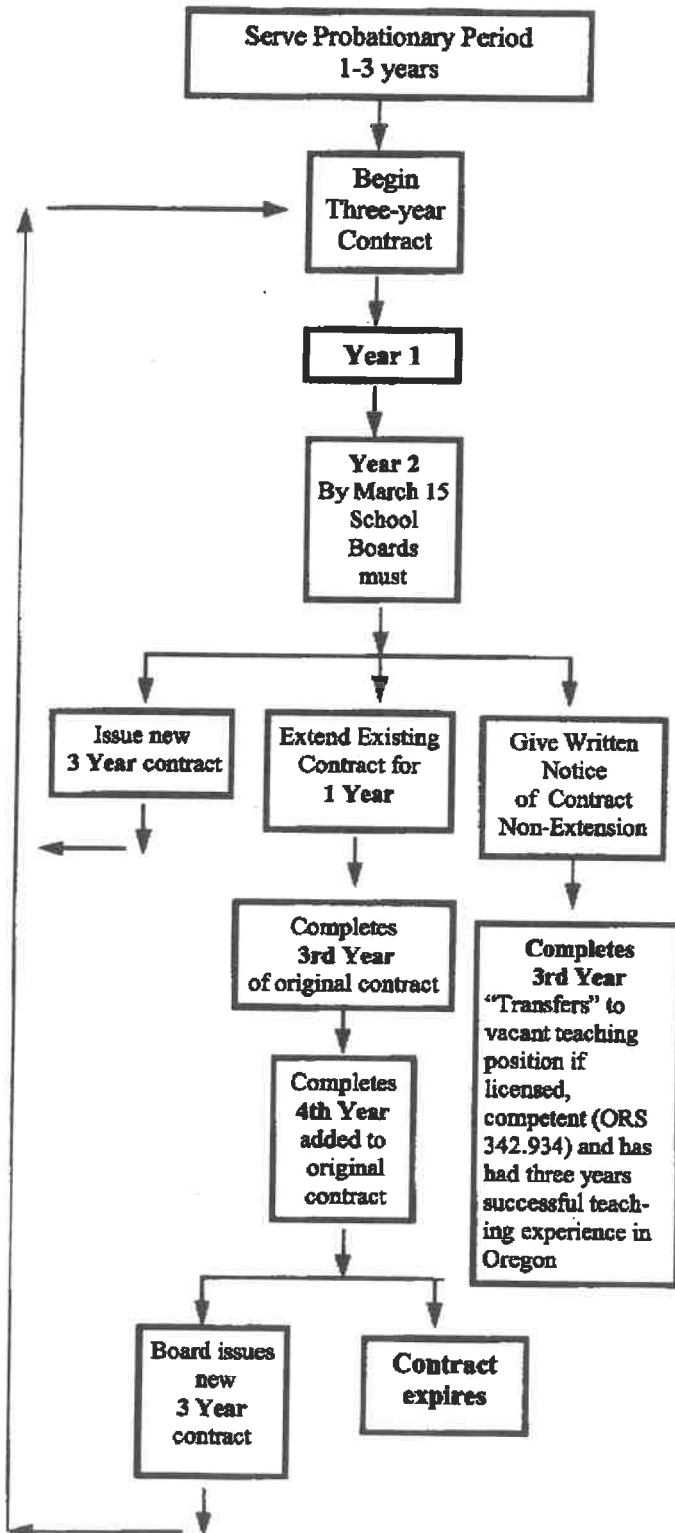 Serve Probationary Period
1-3 years
Begin
Three-year
Contract
Year 1
Year 2
By March 15
School
Boards
must
Issue new
3 Year contract
Extend Existing
Contract for
1 Year
Give Written
Notice
of Contract
Non-Extension
Completes
3rd Year
of original contract
Completes
3rd Year
“Transfers” to
vacant teaching
position if
licensed,
competent (ORS
342.934) and has
had three years
successful teach-
ing experience in
Oregon
Completes
4th Year
added to
original
contract
Board issues
new
3 Year
contract
Contract
expires